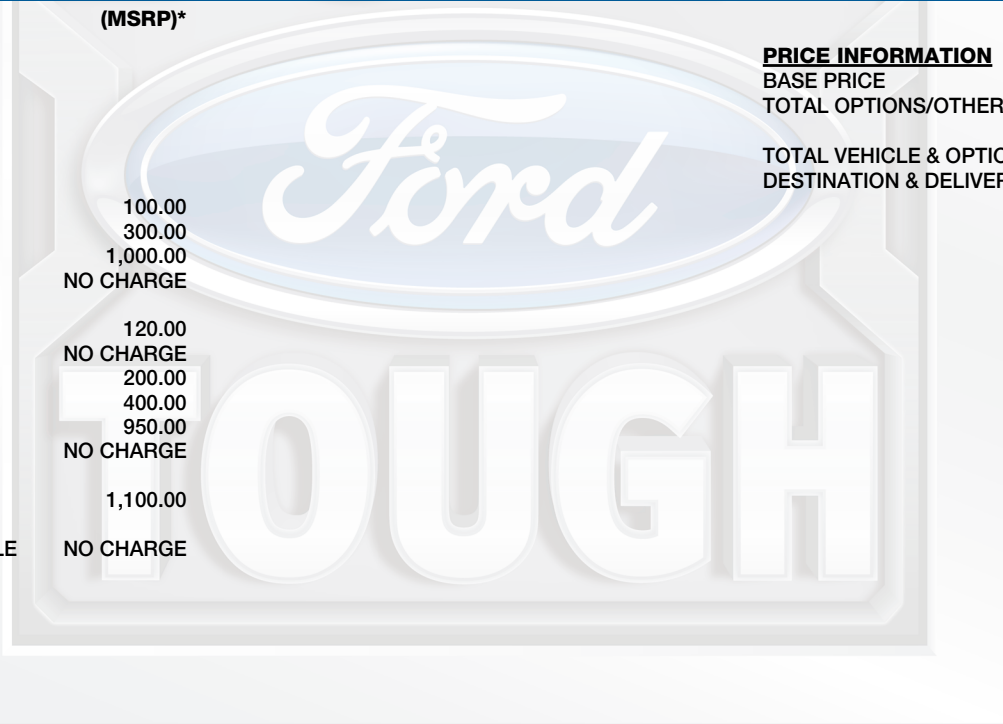 (MSRP)*
100.00
300.00
1,000.00
NO CHARGE
120.00
NO CHARGE
200.00
400.00
950.00
NO CHARGE
1,100.00
LE NO CHARGE
PRICE INFORMATION
BASE PRICE
TOTAL OPTIONS/OTHER
TOTAL VEHICLE & OPTIO
DESTINATION & DELIVER
Ford
TOUGH